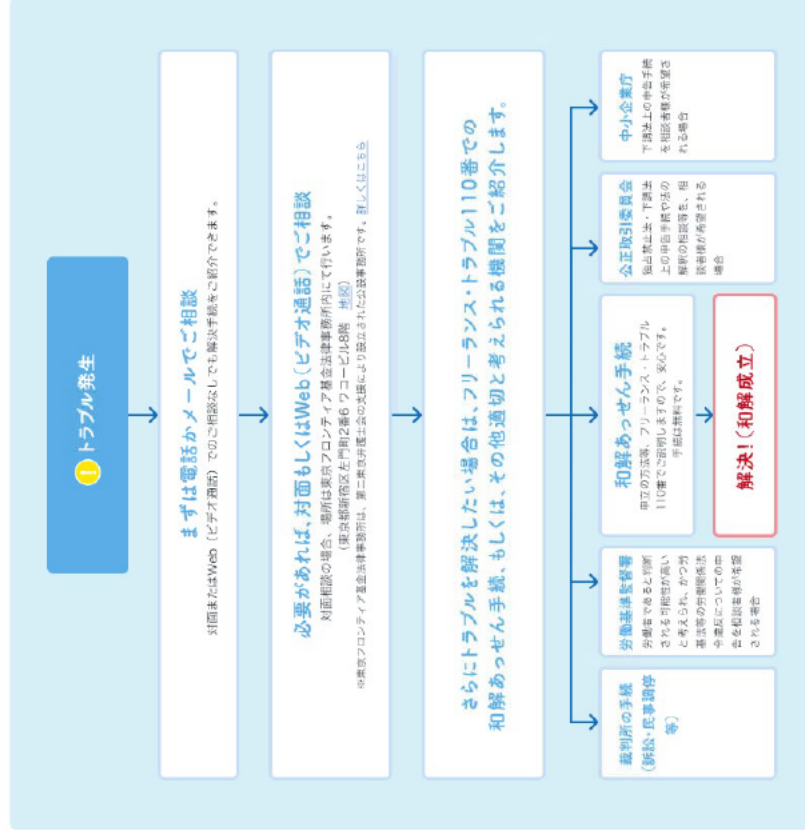 ! トラブル発生
まずは電話かメールでご相談
対面またはWeb（ビデオ通話）でのご相談なしでも解決手続をご紹介できます。
必要があれば、対面もしくはWeb（ビデオ通話）でご相談
対面相談の場合、場所は東京フロンティア基金法律事務所内にて行います。
（東京都新宿区左門町2番6 ワコービル8階 地図）
※東京フロンティア基金法律事務所は、第二東京弁護士会の支援により設立された公設事務所です。詳しくはこちら
さらにトラブルを解決したい場合は、フリーランス・トラブル110番での
和解あっせん手続、もしくは、その他適切と考えられる機関をご紹介します。
裁判所の手続
（訴訟・民事調停
等）
労働基準監督署
労働者であると判断
される可能性が高い
と考えられ、かつ労
基法等の労働関係法
令違反についての申
告を相談者様が希望
される場合
和解あっせん手続
申立の方法等、フリーランス・トラブル
110番でご説明しますので、安心です。
手続は無料です。
解決！（和解成立）
公正取引委員会
独占禁止法・下請法
上の申告手続や法の
解釈の相談等を、相
談者様が希望される
場合
中小企業庁
下請法上の申告手続
を相談者様が希望さ
れる場合